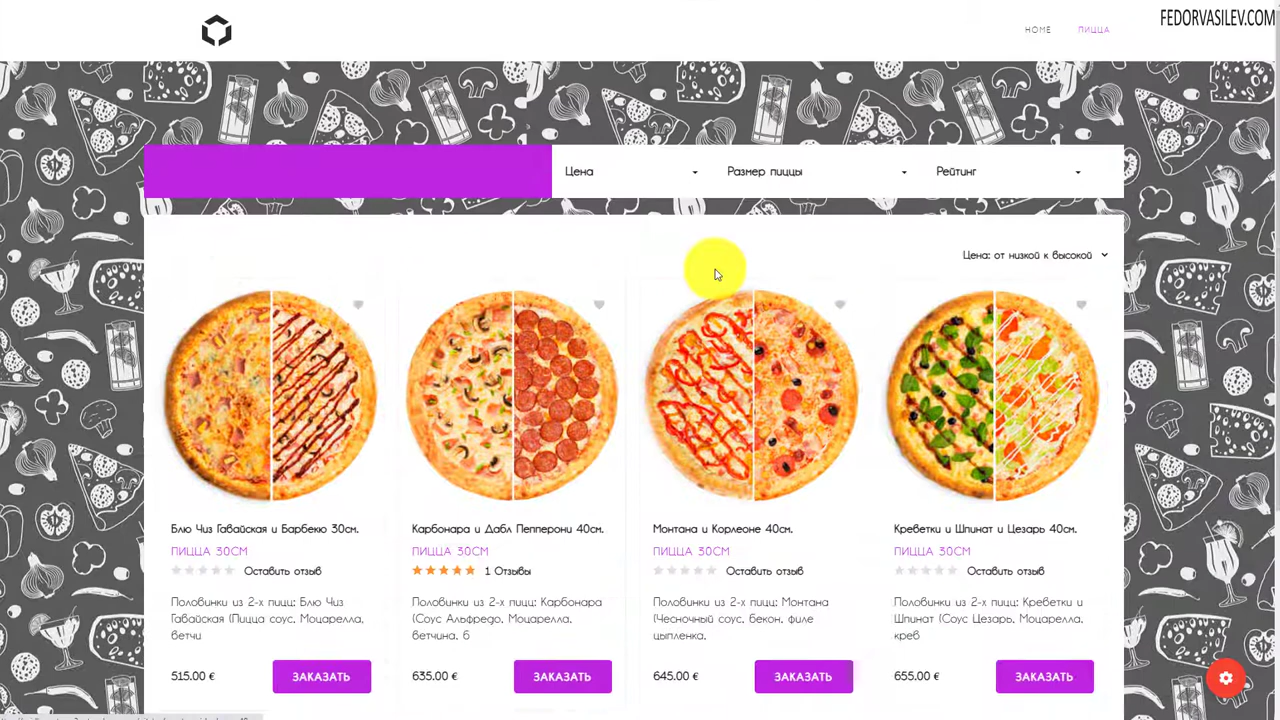 FEDORVASILEV.COM
HOME ПИЦЦА
Цена Размер пиццы Рейтинг
Цена: от низкой к высокой
Блю Чиз Гавайская и Барбекю 30см.
ПИЦЦА 30СМ
Оставить отзыв
Половинки из 2-х пицц: Блю Чиз
Гавайская (Пицца соус, Моцарелла,
ветчи
515.00 €
ЗАКАЗАТЬ
Карбонара и Дабл Пепперони 40см.
ПИЦЦА 30СМ
1 Отзывы
Половинки из 2-х пицц: Карбонара
(Соус Альфредо, Моцарелла,
ветчина, б
635.00 €
ЗАКАЗАТЬ
Монтана и Корлеоне 40см.
ПИЦЦА 30СМ
Оставить отзыв
Половинки из 2-х пицц: Монтана
(Чесночный соус, бекон, филе
цыпленка,
645.00 €
ЗАКАЗАТЬ
Креветки и Шпинат и Цезарь 40см.
ПИЦЦА 30СМ
Оставить отзыв
Половинки из 2-х пицц: Креветки и
Шпинат (Соус Цезарь, Моцарелла,
крев
655.00 €
ЗАКАЗАТЬ